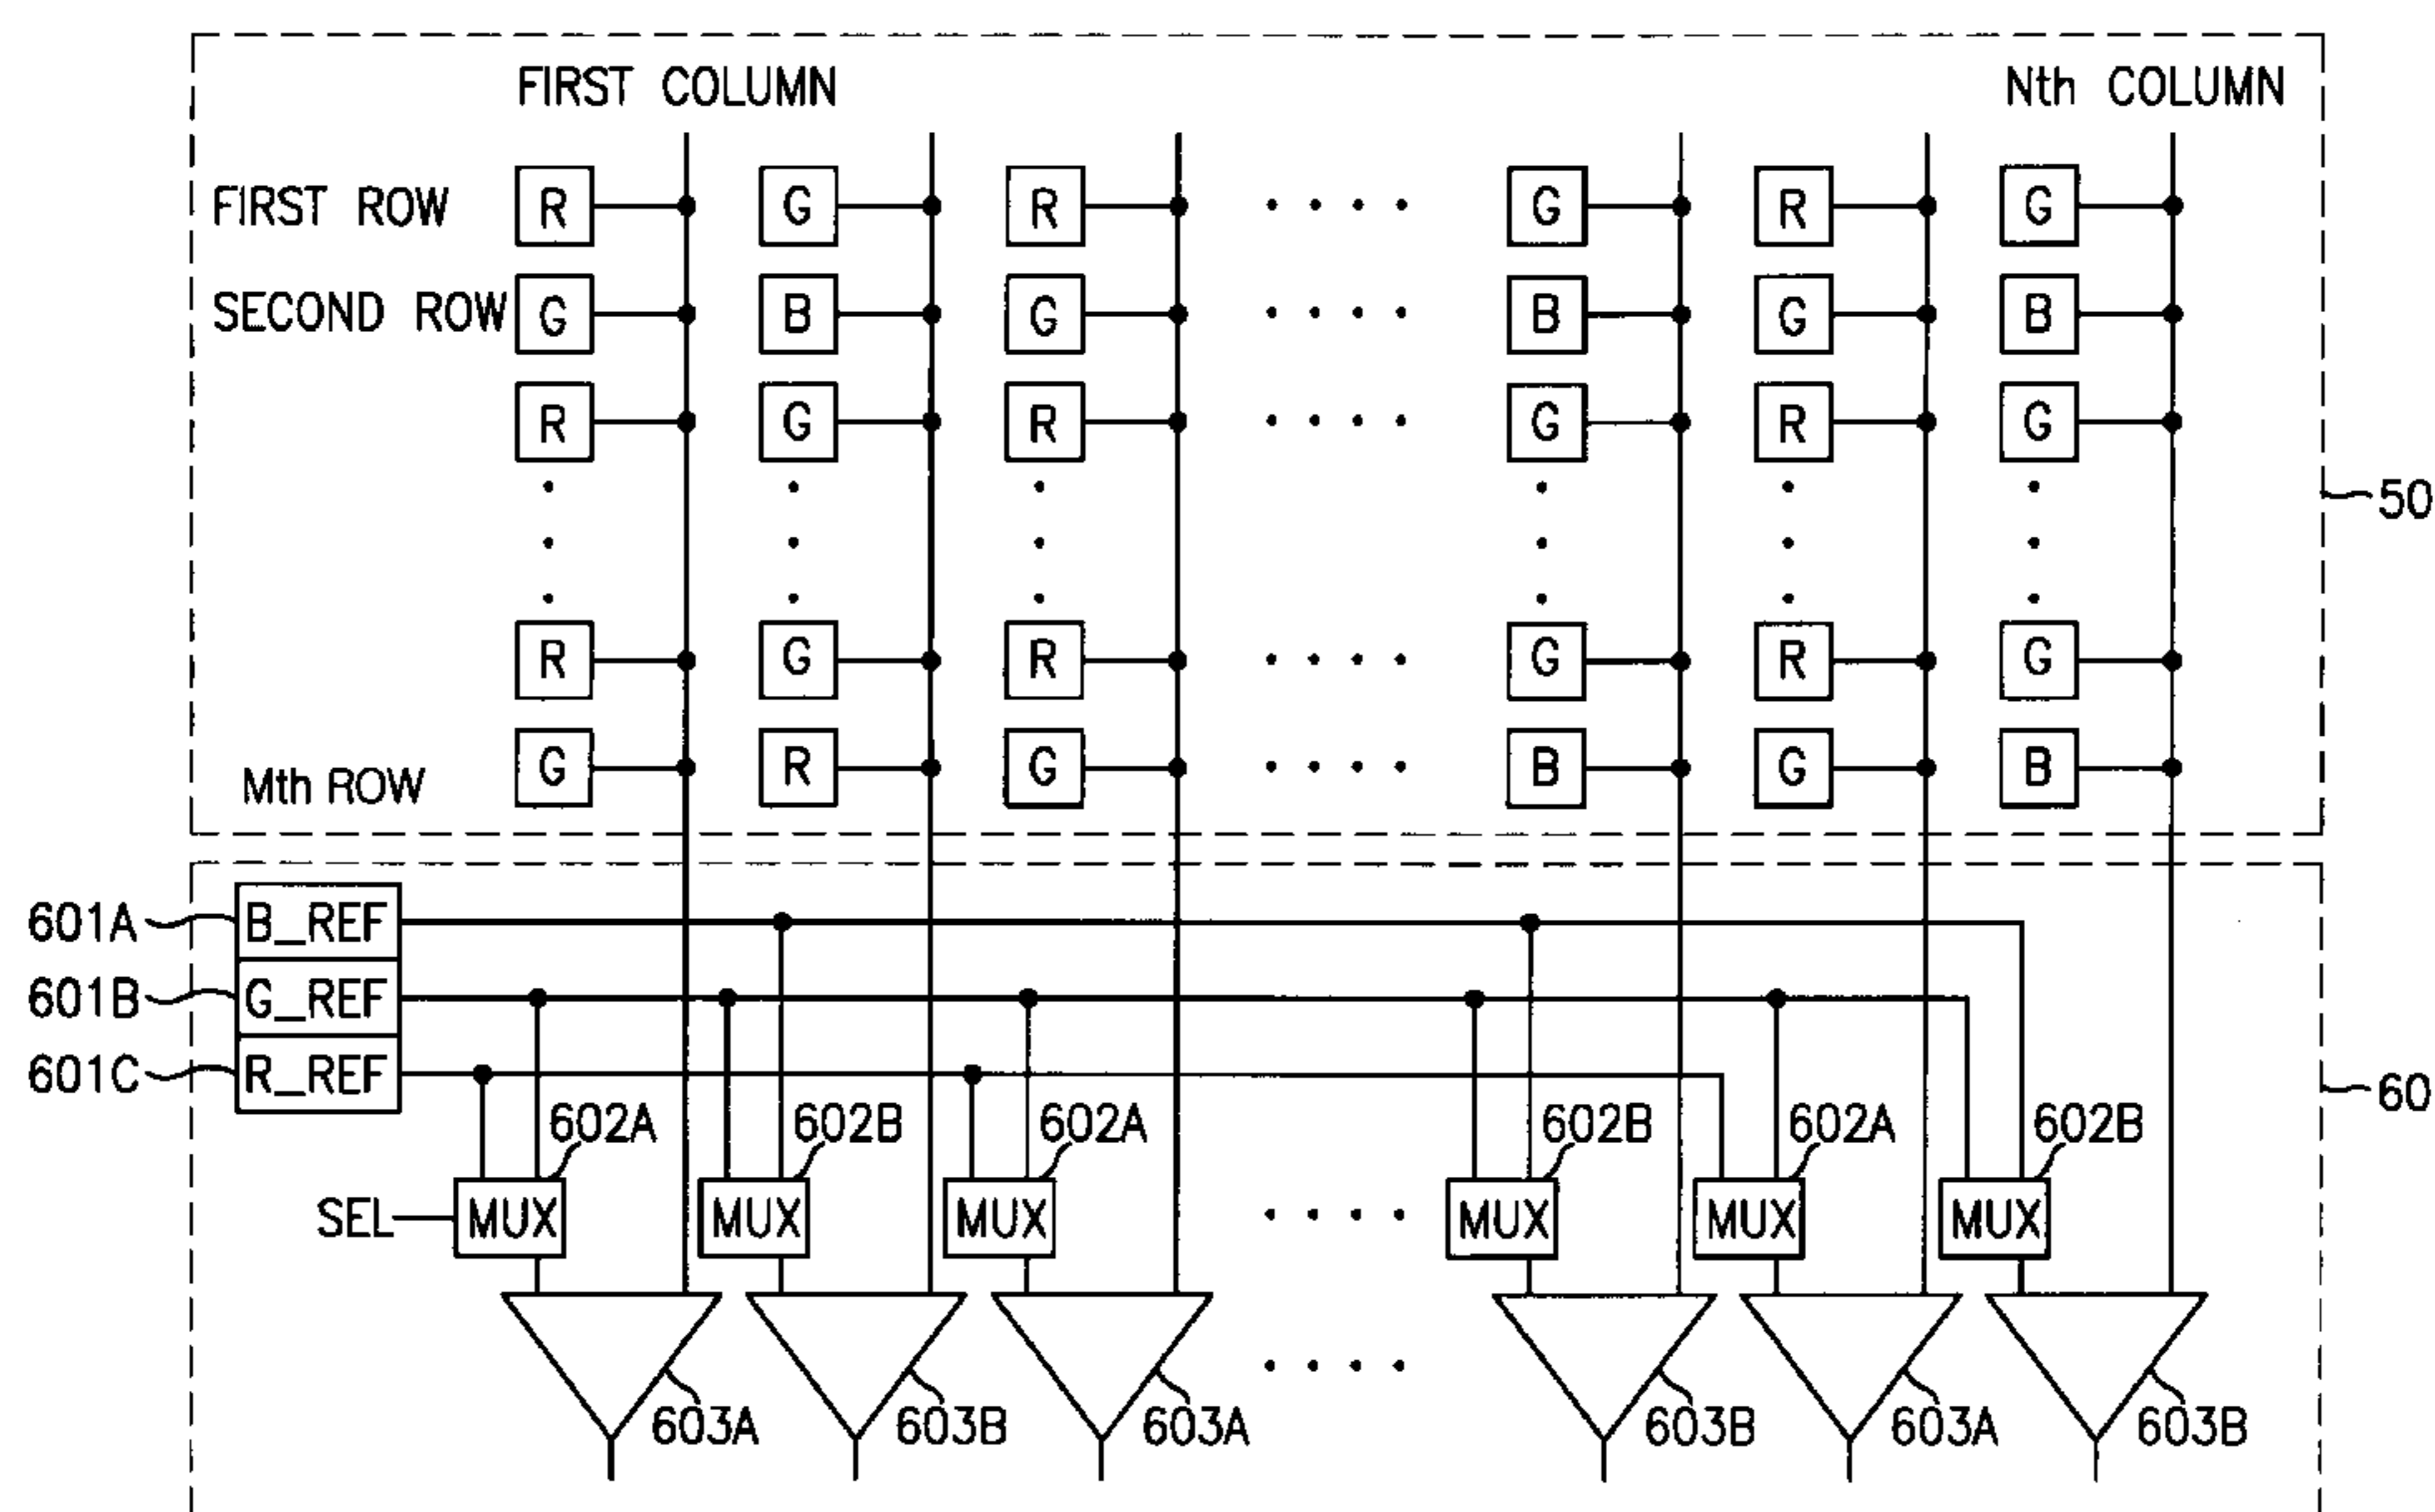 FIRST COLUMN Nth COLUMN
FIRST ROW R G R G R G
SECOND ROW G B G B G B
R G R G R G
50
R G R G R G
G R G B G B
Mth ROW
601A B_REF
601B G_REF
601C R_REF
60
602A 602B 602A 602B 602A 602B
SEL MUX MUX MUX MUX MUX MUX
603A 603B 603A 603B 603A 603B